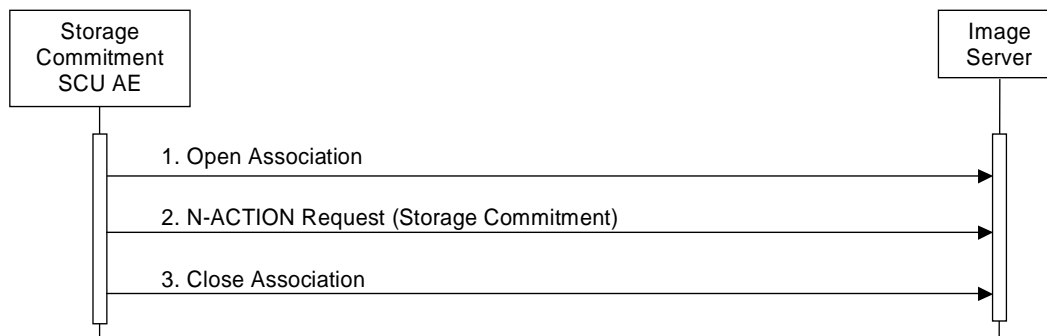 Storage
Commitment
SCU AE
Image
Server
1. Open Association
2. N-ACTION Request (Storage Commitment)
3. Close Association